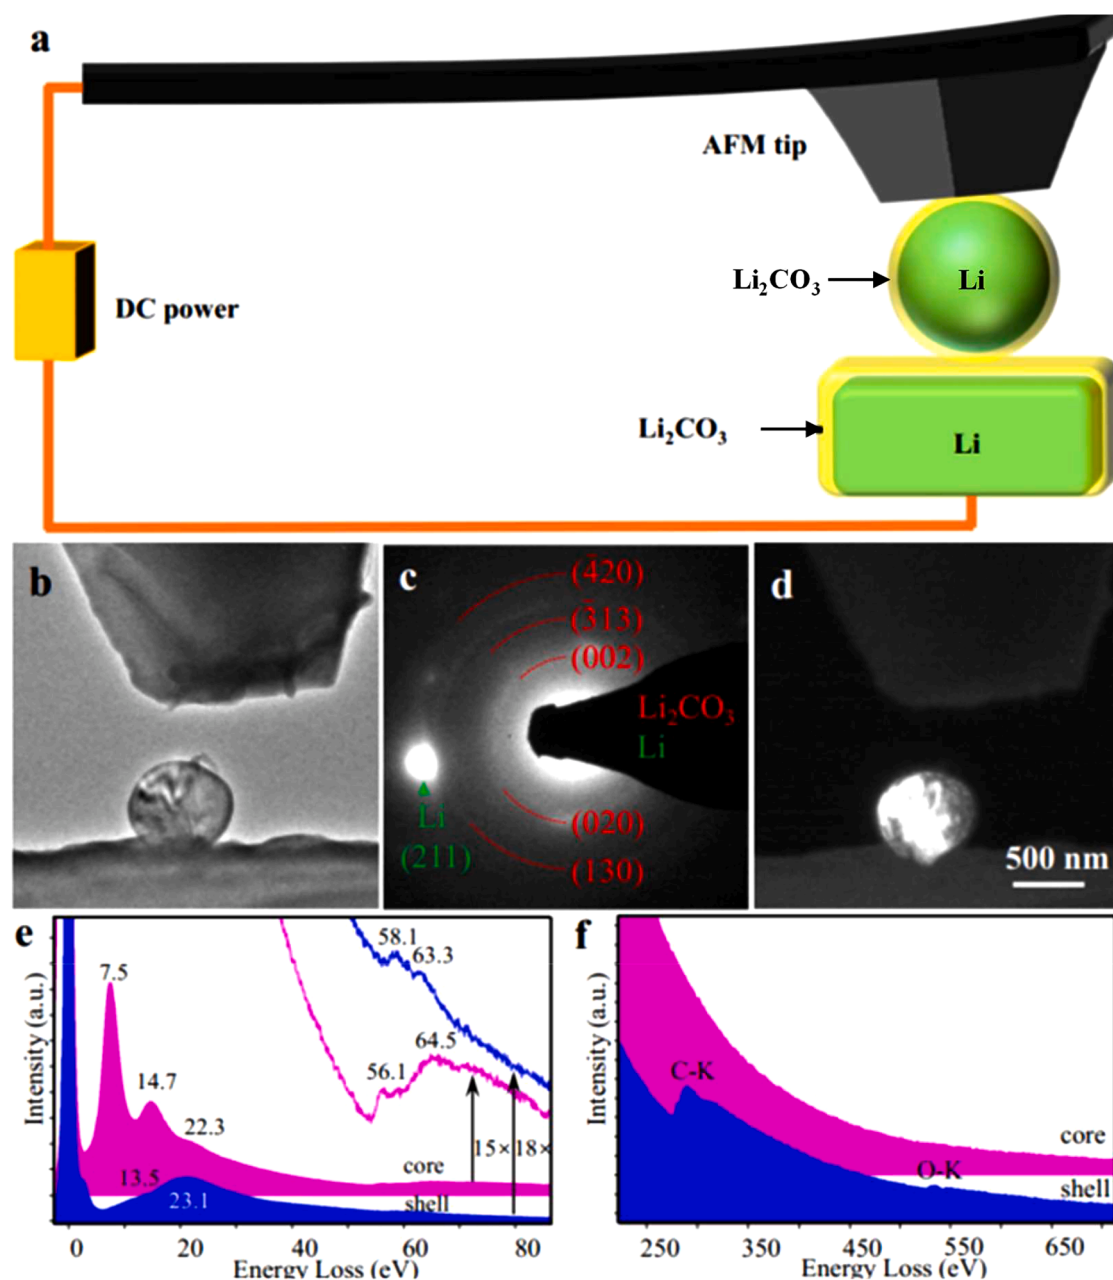 a
AFM tip
Li₂CO₃
Li
DC power
Li₂CO₃
Li
b
c
(4̄20)
(3̄13)
(002)
Li₂CO₃
Li
Li
(211)
(020)
(130)
d
500 nm
e
7.5
14.7
22.3
13.5
23.1
58.1
63.3
64.5
56.1
15×
18×
core
shell
0 20 40 60 80
Energy Loss (eV)
Intensity (a.u.)
f
C-K
O-K
core
shell
250 350 450 550 650
Energy Loss (eV)
Intensity (a.u.)